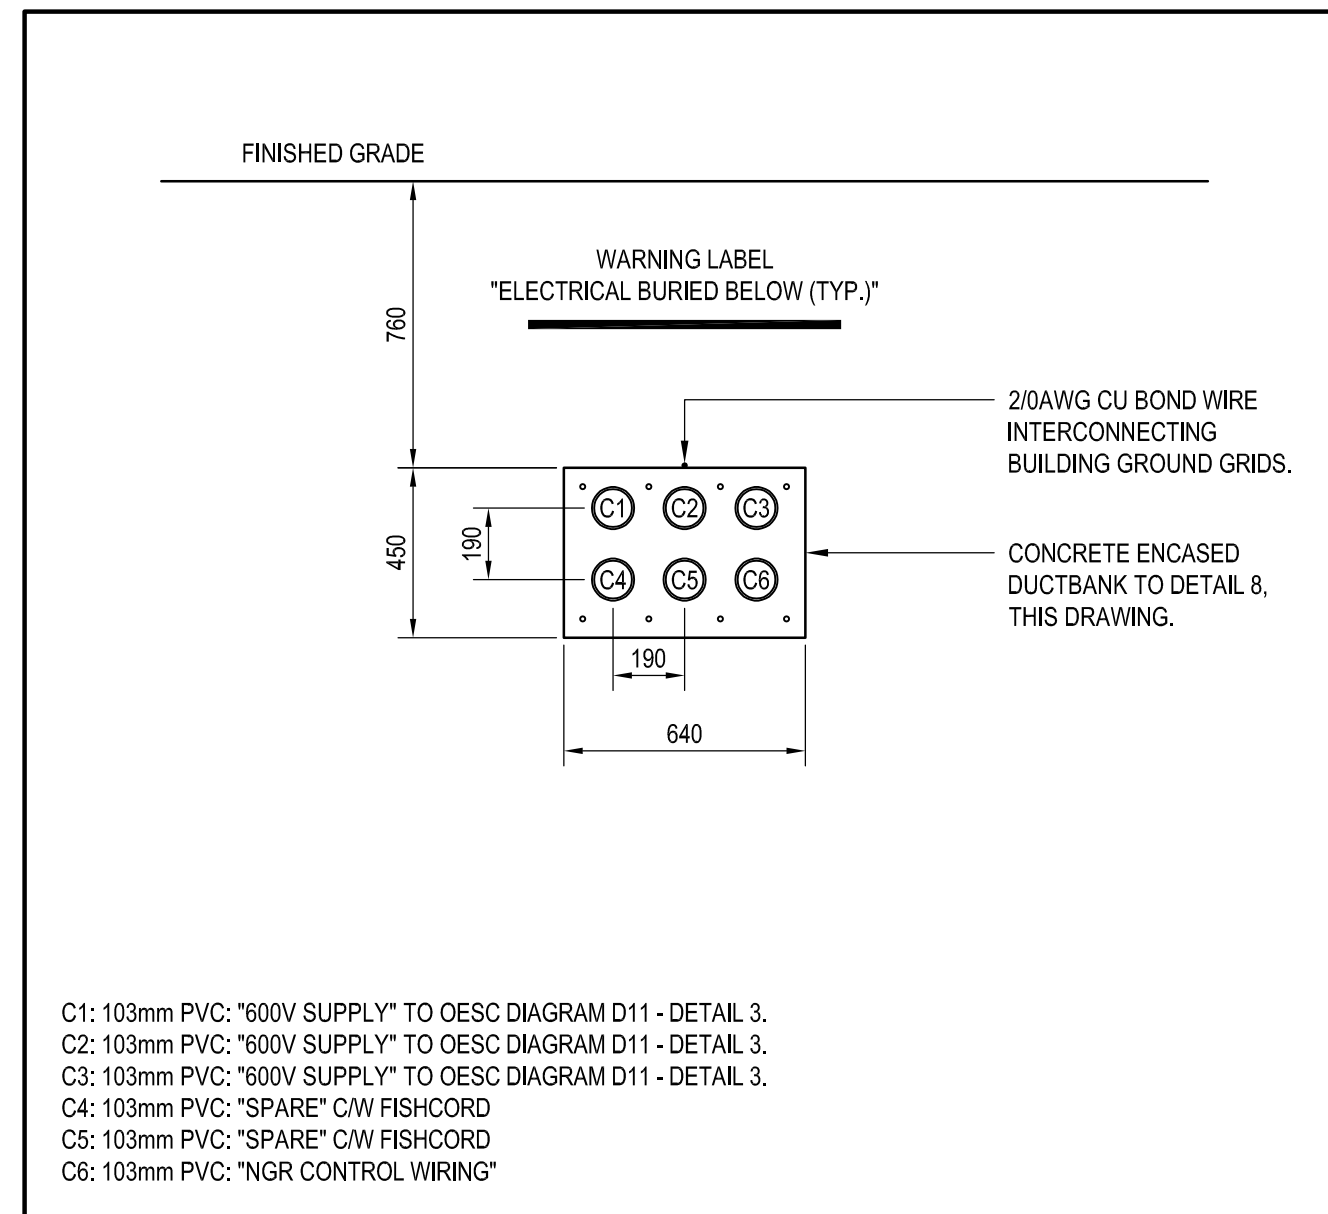 FINISHED GRADE
WARNING LABEL
"ELECTRICAL BURIED BELOW (TYP.)"
760
2/0AWG CU BOND WIRE
INTERCONNECTING
BUILDING GROUND GRIDS.
C1 C2 C3
450
190
CONCRETE ENCASED
DUCTBANK TO DETAIL 8,
THIS DRAWING.
C4 C5 C6
190
640
C1: 103mm PVC: "600V SUPPLY" TO OESC DIAGRAM D11 - DETAIL 3.
C2: 103mm PVC: "600V SUPPLY" TO OESC DIAGRAM D11 - DETAIL 3.
C3: 103mm PVC: "600V SUPPLY" TO OESC DIAGRAM D11 - DETAIL 3.
C4: 103mm PVC: "SPARE" C/W FISHCORD
C5: 103mm PVC: "SPARE" C/W FISHCORD
C6: 103mm PVC: "NGR CONTROL WIRING"